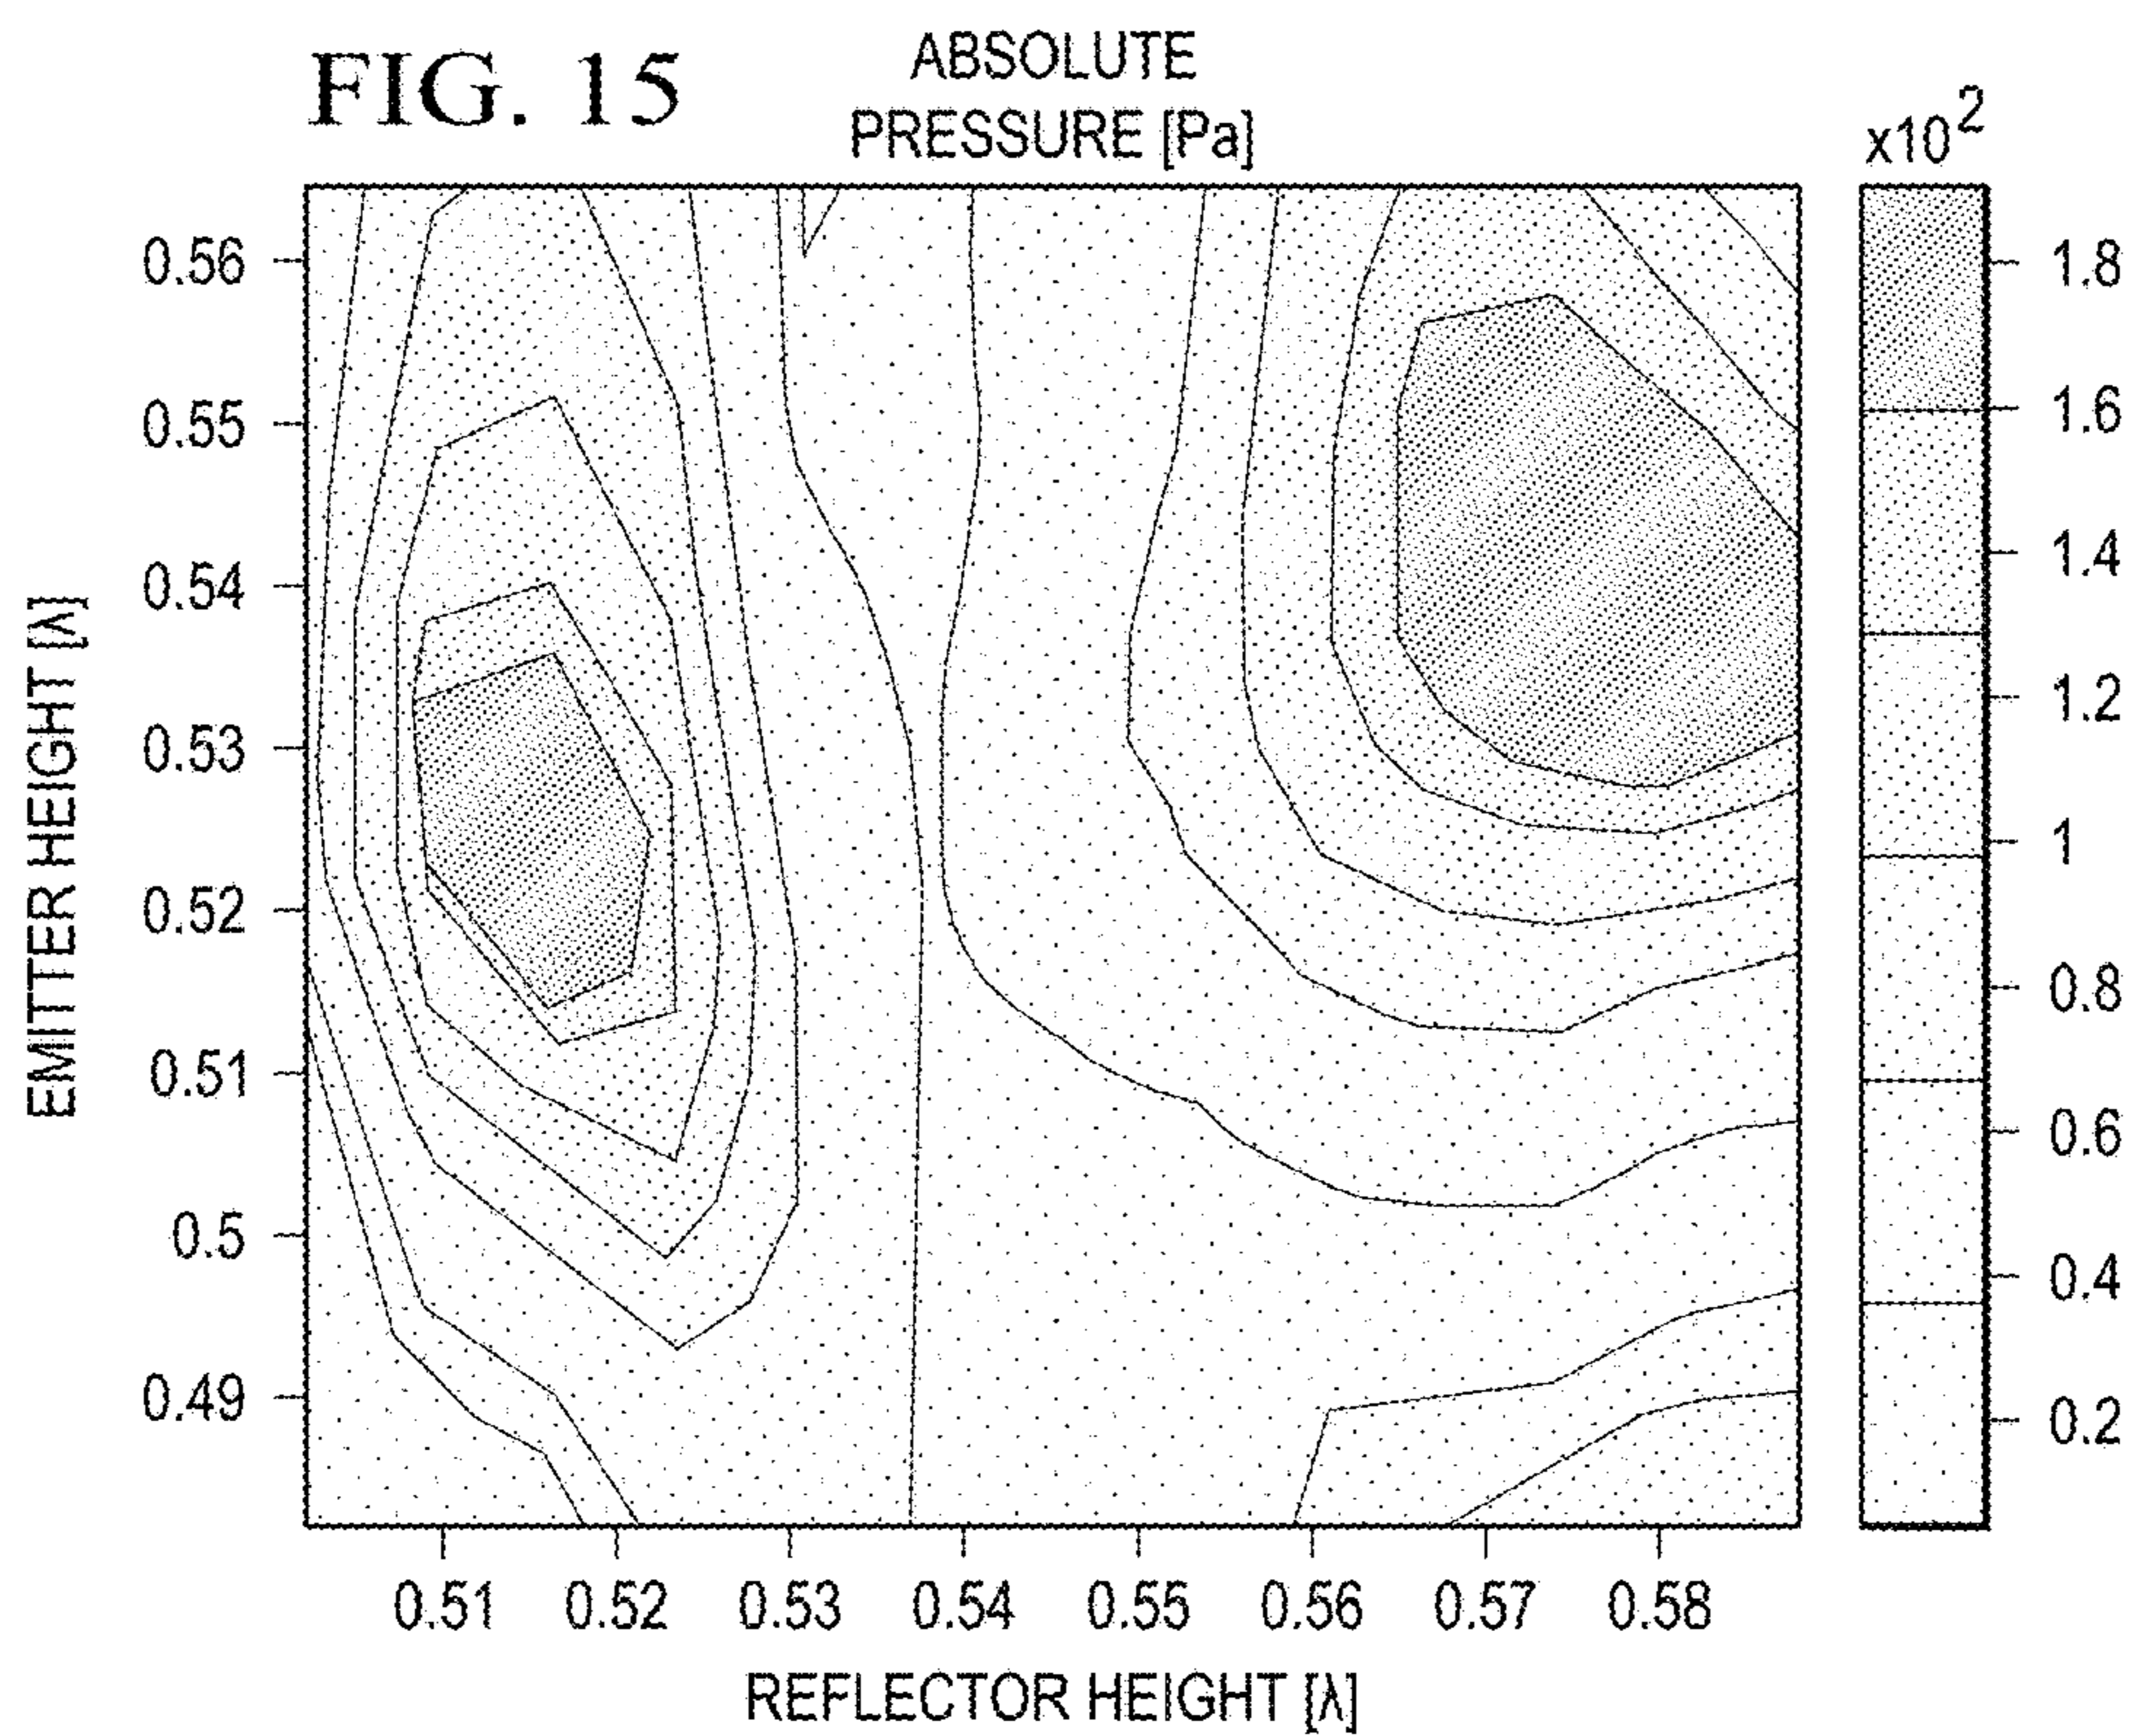 FIG. 15
ABSOLUTE
PRESSURE [Pa]
x10²
0.56
0.55
0.54
0.53
0.52
0.51
0.5
0.49
EMITTER HEIGHT [λ]
0.51 0.52 0.53 0.54 0.55 0.56 0.57 0.58
REFLECTOR HEIGHT [λ]
1.8
1.6
1.4
1.2
1
0.8
0.6
0.4
0.2